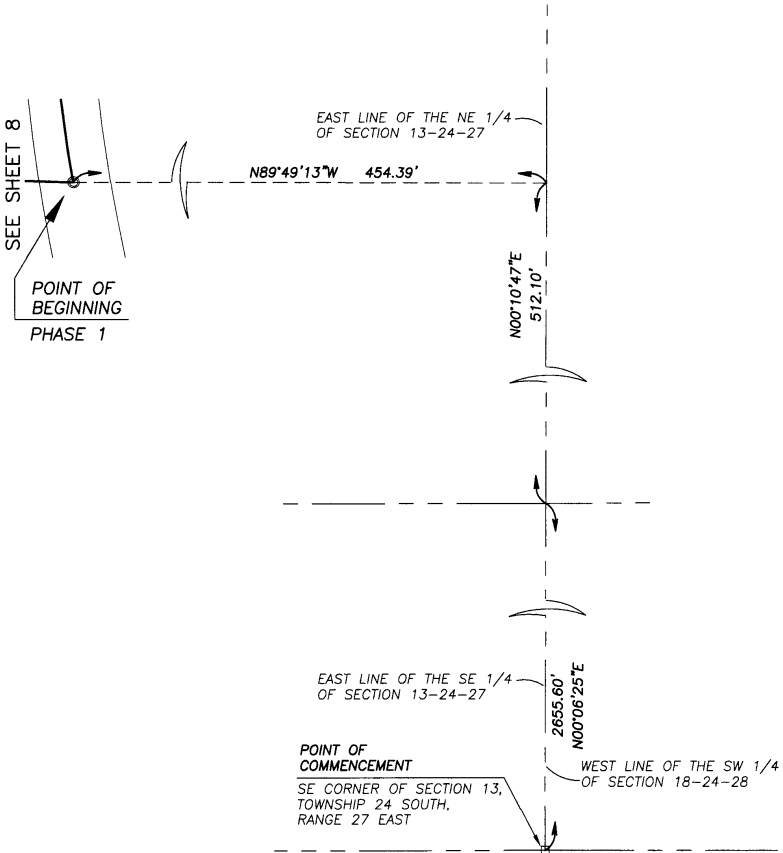 EAST LINE OF THE NE 1/4
OF SECTION 13-24-27
SEE SHEET 8
N89°49'13"W 454.39'
POINT OF
BEGINNING
PHASE 1
N00°10'47"E
512.10'
EAST LINE OF THE SE 1/4
OF SECTION 13-24-27
2655.60'
N00°06'25"E
POINT OF
COMMENCEMENT
SE CORNER OF SECTION 13,
TOWNSHIP 24 SOUTH,
RANGE 27 EAST
WEST LINE OF THE SW 1/4
OF SECTION 18-24-28